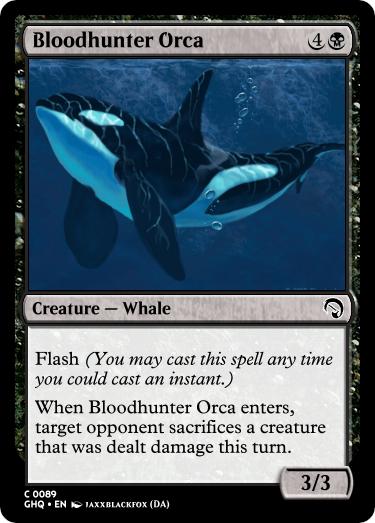 Bloodhunter Orca 4
Creature — Whale
Flash (You may cast this spell any time
you could cast an instant.)
When Bloodhunter Orca enters,
target opponent sacrifices a creature
that was dealt damage this turn.
3/3
C 0089
GHQ • EN JAXXBLACKFOX (DA)